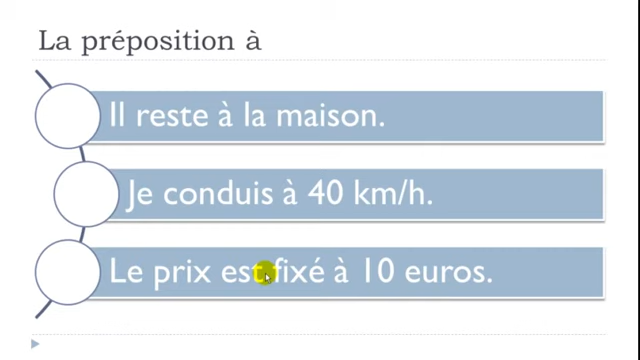 La préposition à
Il reste à la maison.
Je conduis à 40 km/h.
Le prix est fixé à 10 euros.